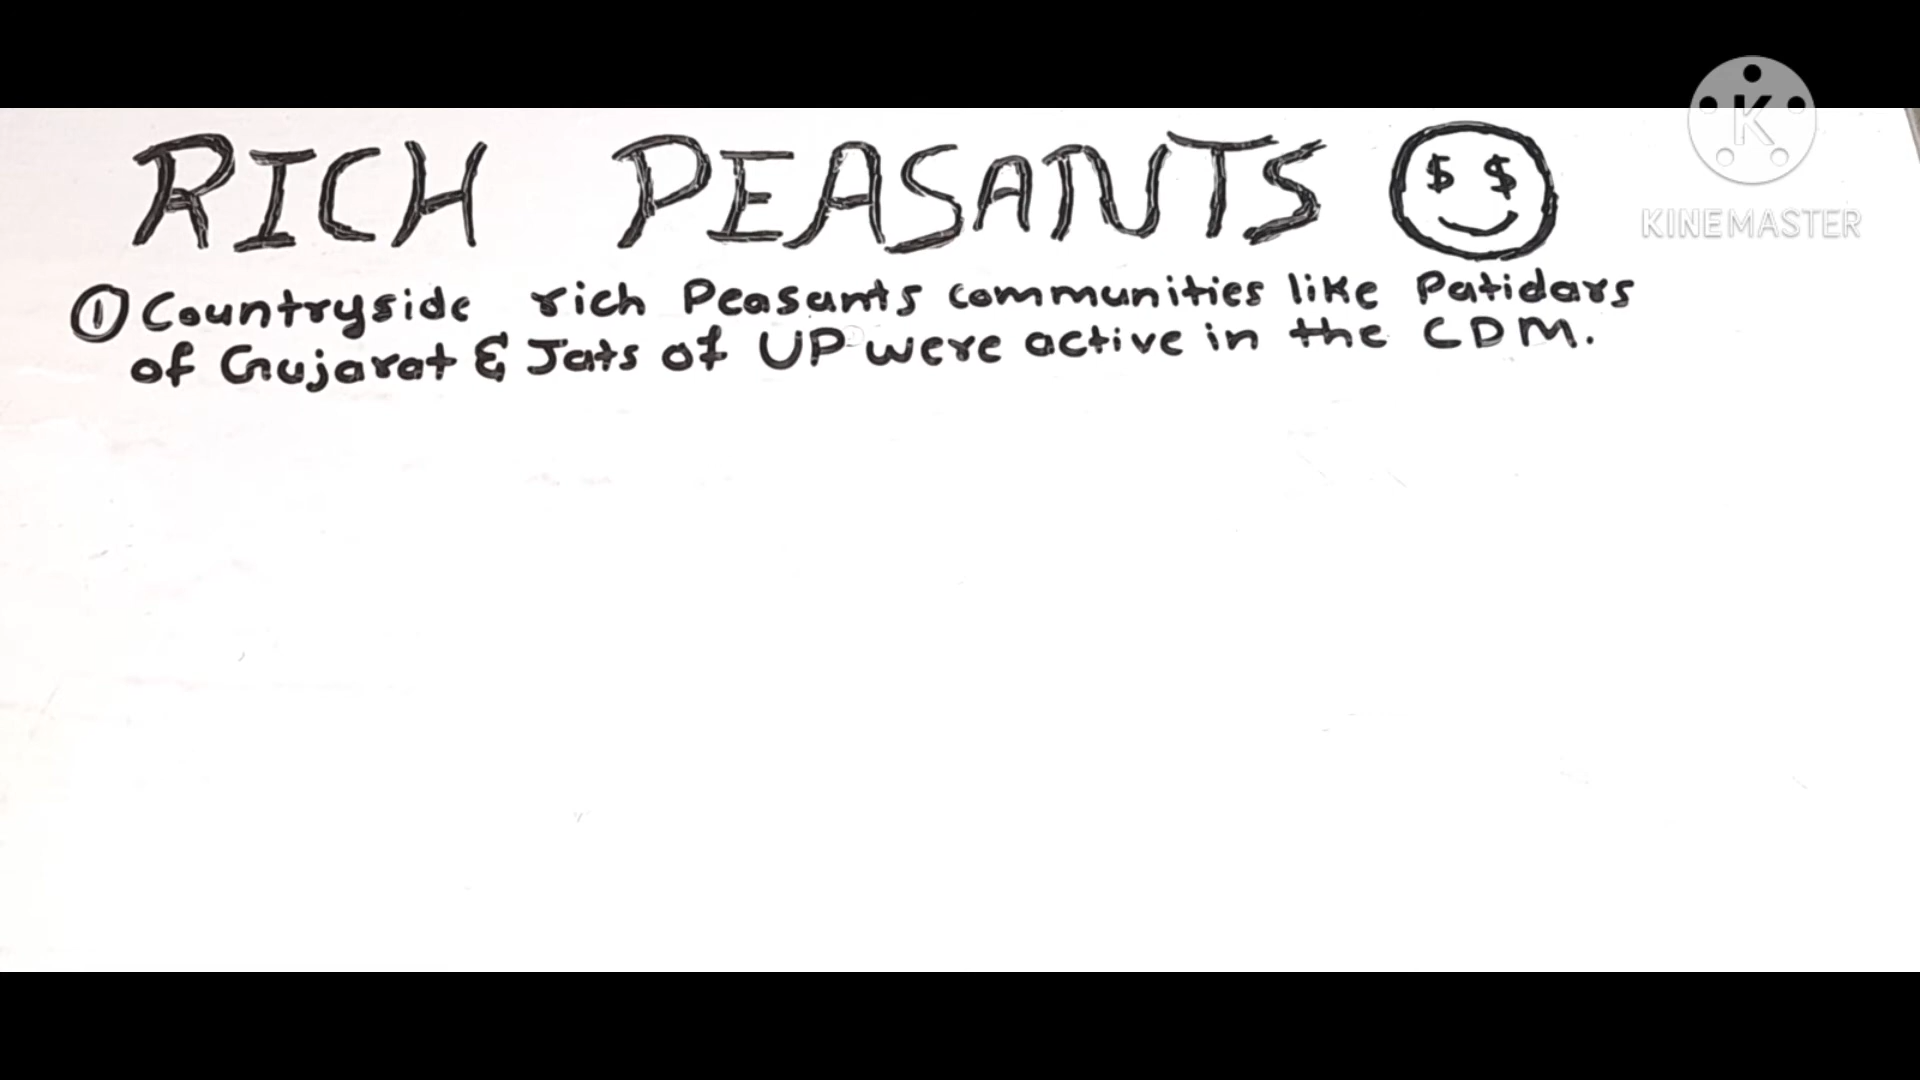 RICH PEASANTS
① Countryside rich Peasants communities like Patidars
of Gujarat & Jats of UP were active in the CDM.
K
KINEMASTER